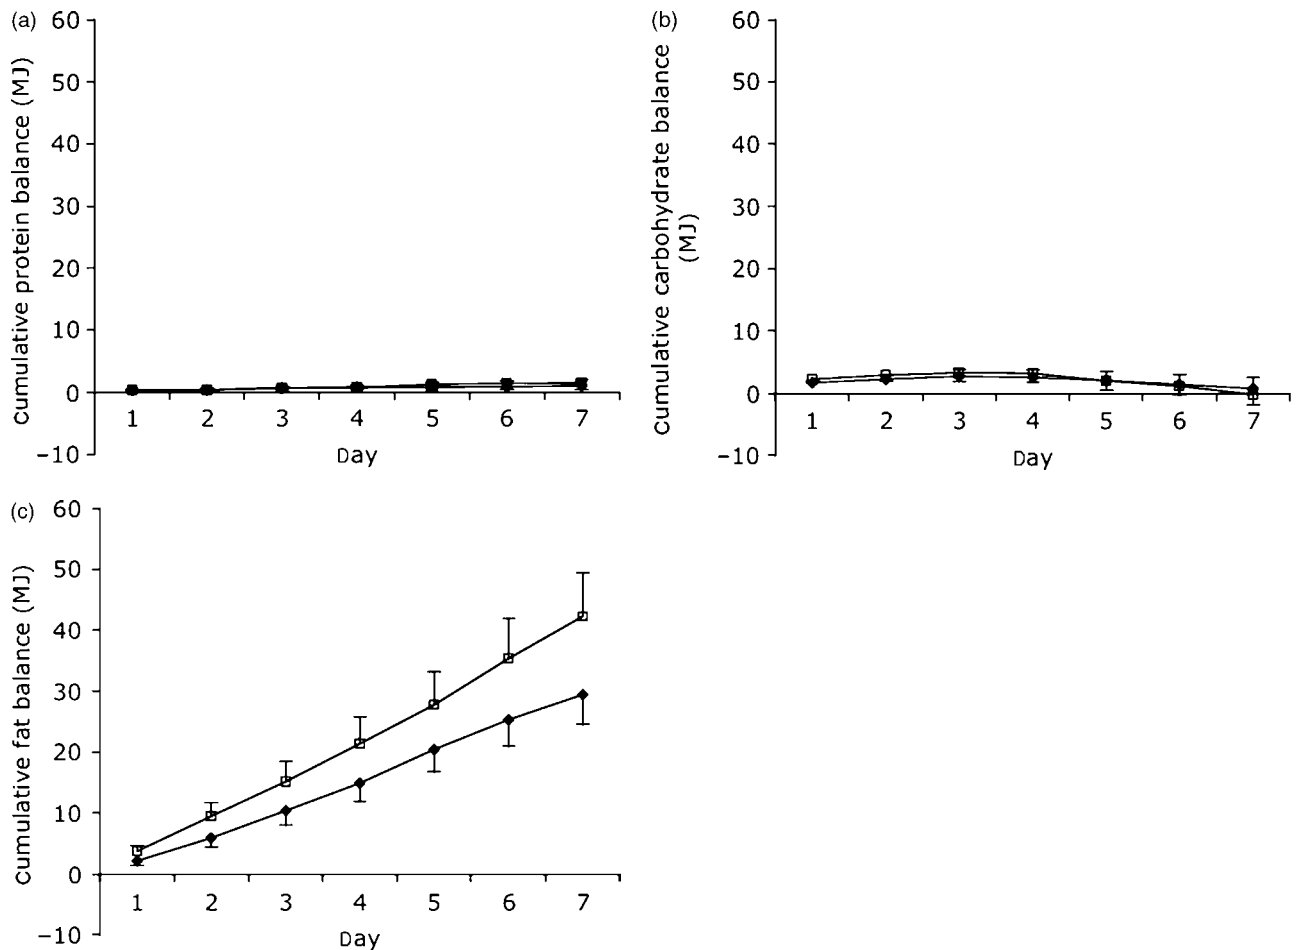 (a)
Cumulative protein balance (MJ)
60
50
40
30
20
10
0
−10
1 2 3 4 5 6 7
Day
(b)
Cumulative carbohydrate balance
(MJ)
60
50
40
30
20
10
0
−10
1 2 3 4 5 6 7
Day
(c)
Cumulative fat balance (MJ)
60
50
40
30
20
10
0
−10
1 2 3 4 5 6 7
Day